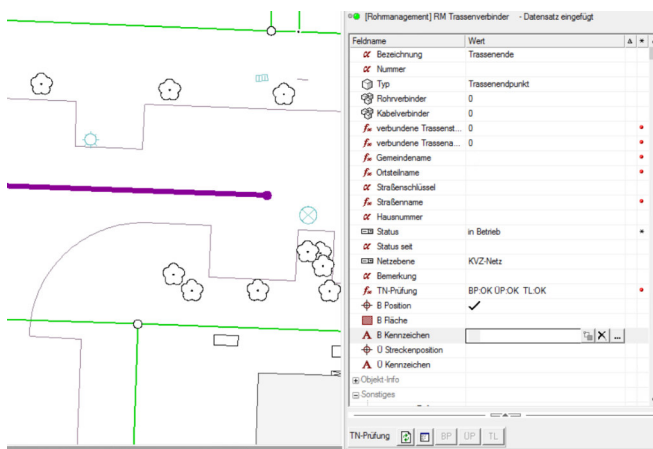 [Rohrmanagement] RM Trassenverbinder - Datensatz eingefügt
Feldname Wert
Bezeichnung Trassenende
Nummer
Typ Trassenendpunkt
Rohrverbinder 0
Kabelverbinder 0
verbundene Trassenst... 0
verbundene Trassena... 0
Gemeindename
Ortsteilname
Straßenschlüssel
Straßenname
Hausnummer
Status in Betrieb
Status seit
Netzebene KVZ-Netz
Bemerkung
TN-Prüfung BP:OK ÜP:OK TL:OK
B Position
B Fläche
B Kennzeichen ...
Ü Streckenposition
Ü Kennzeichen
Objekt-Info
Sonstiges
TN-Prüfung BP ÜP TL